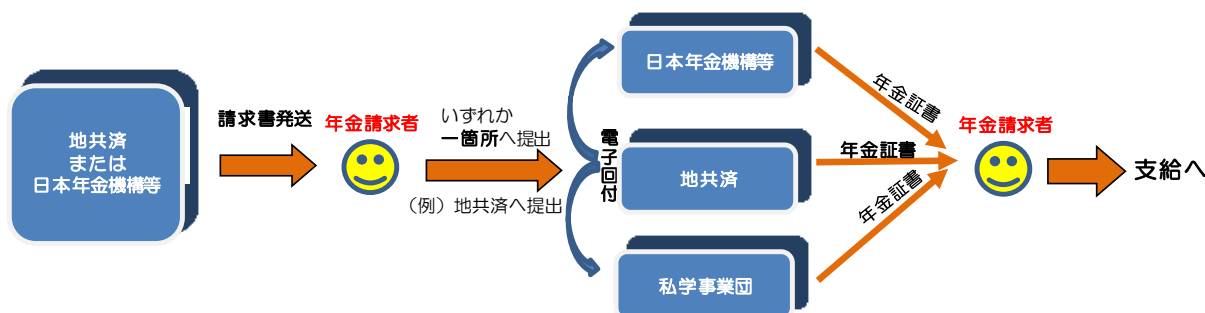 地共済
または
日本年金機構等
請求書発送
年金請求者
いずれか
一箇所へ提出
（例）地共済へ提出
電子回付
日本年金機構等
地共済
私学事業団
年金証書
年金証書
年金証書
年金請求者
支給へ